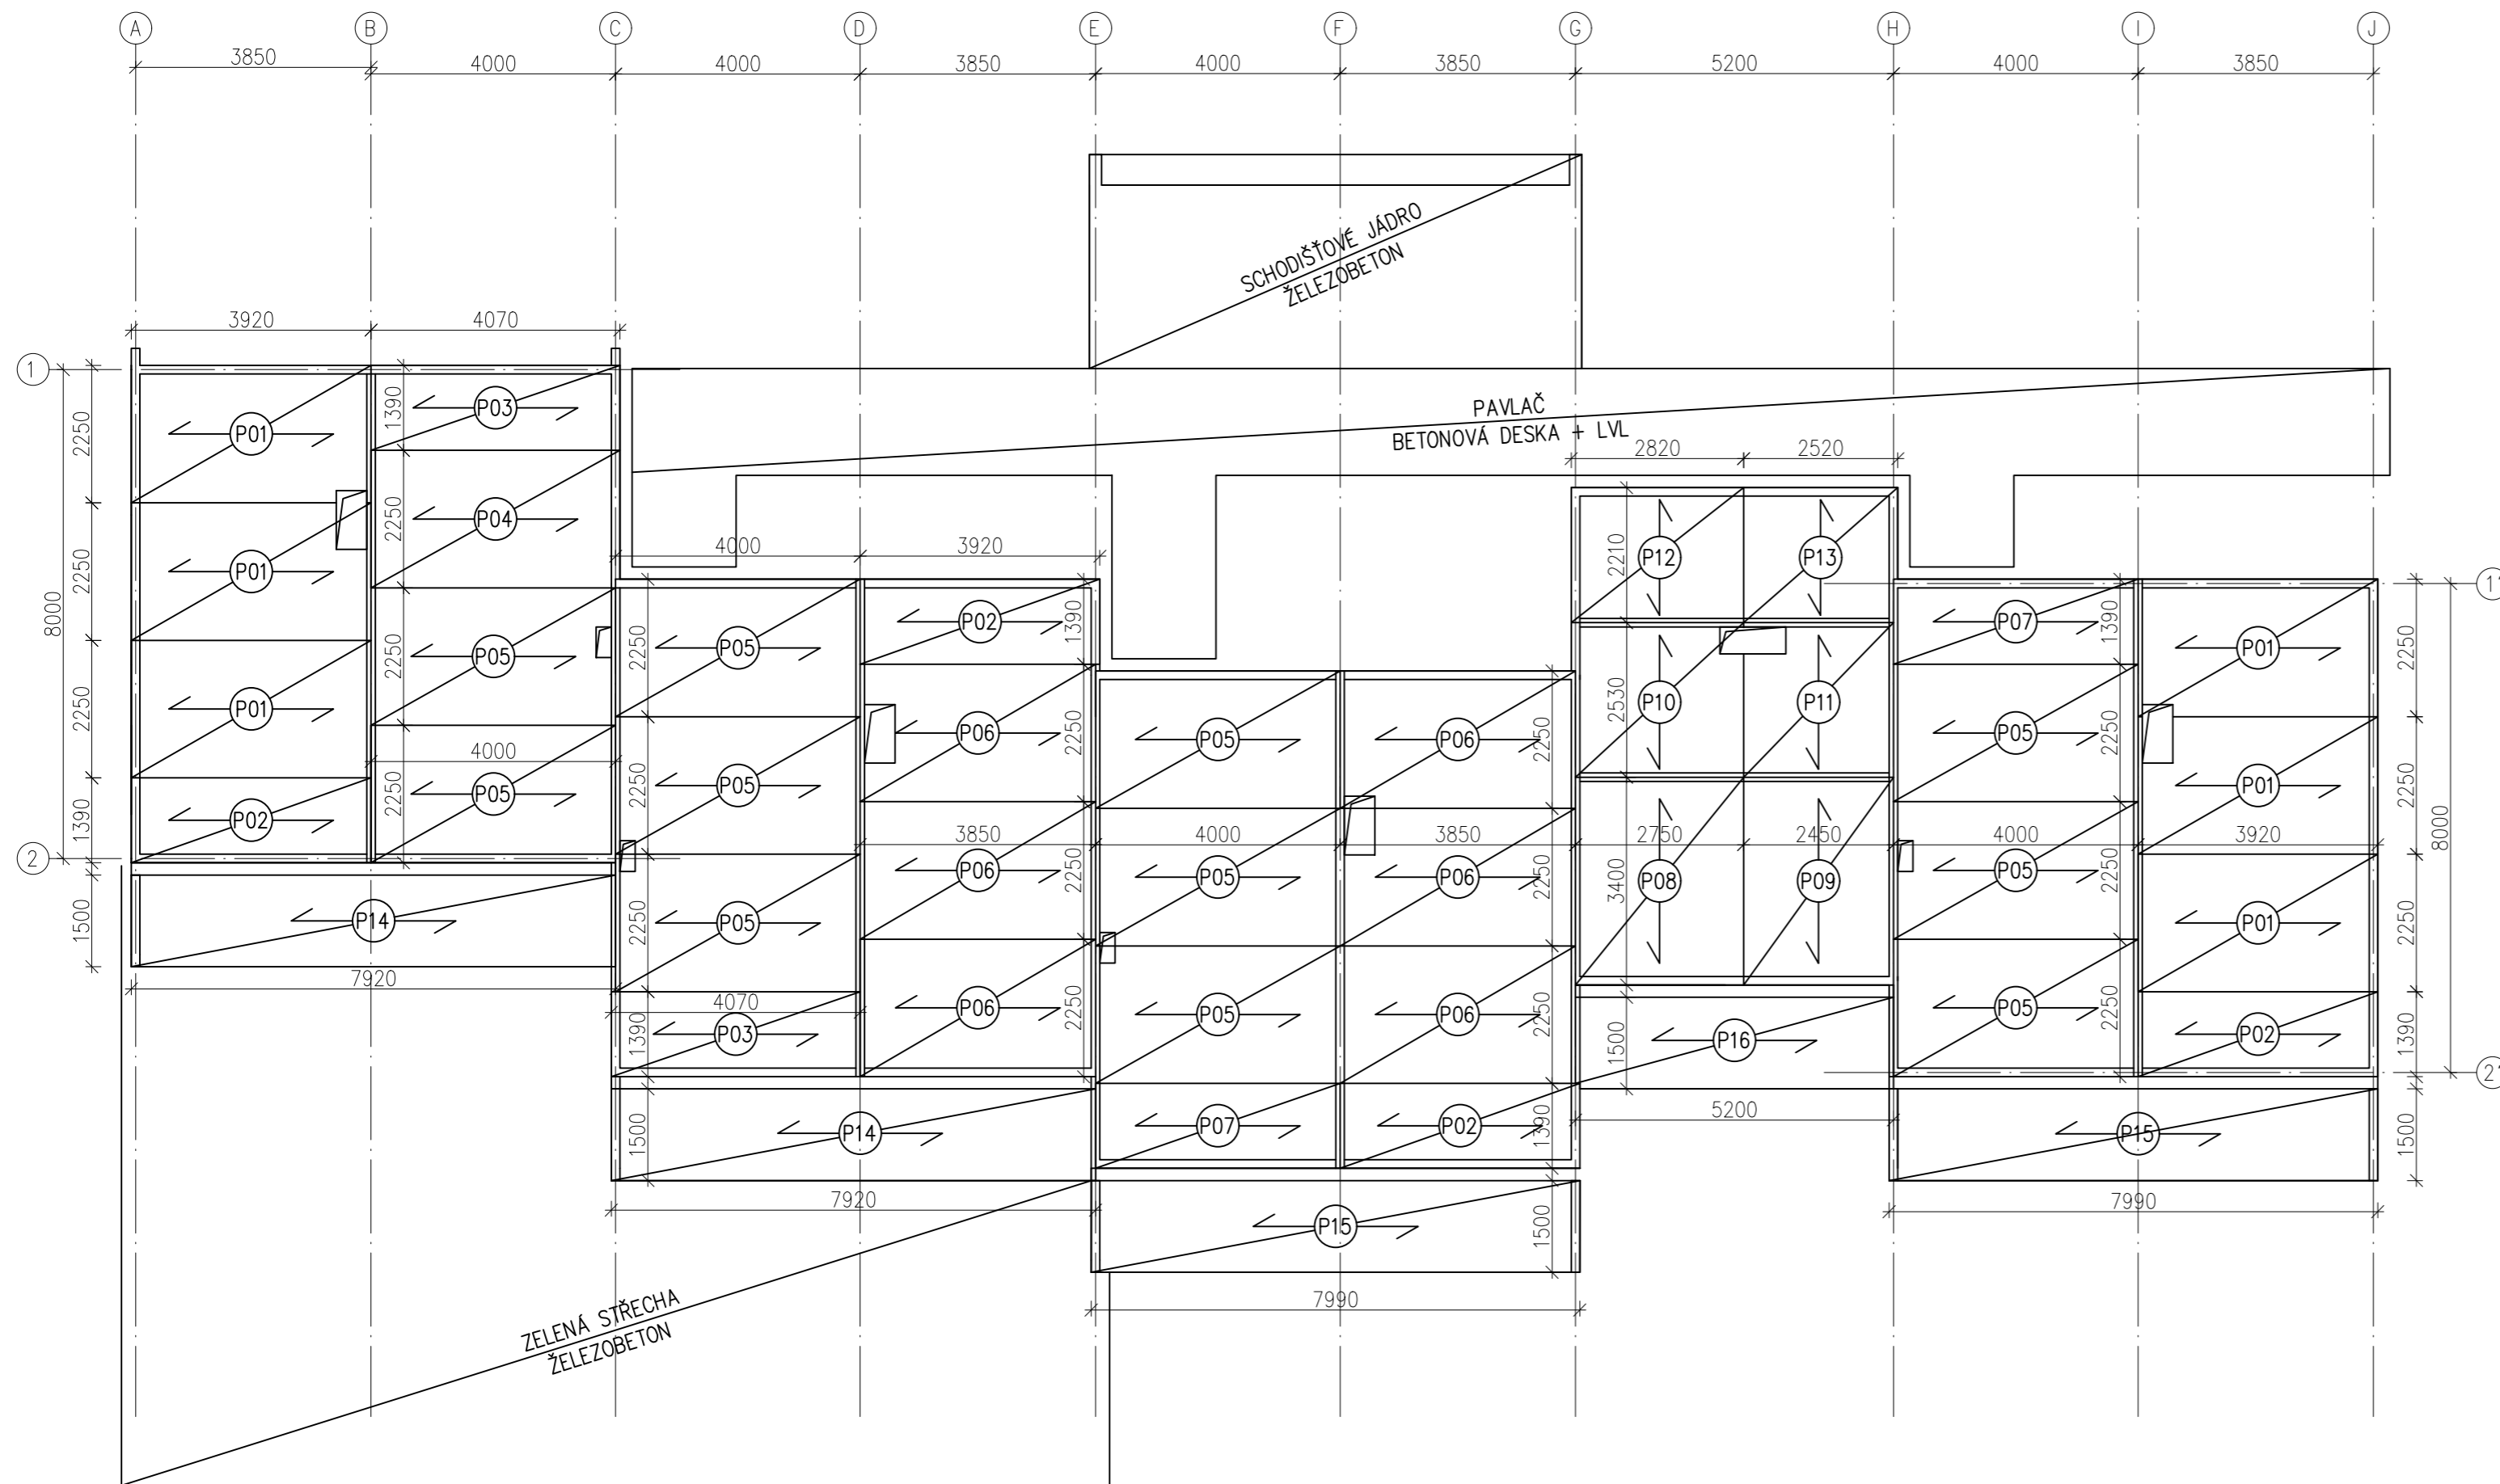 A B C D E F G H I J
3850 4000 4000 3850 4000 3850 5200 4000 3850
SCHODIŠŤOVÉ JÁDRO
ŽELEZOBETON
3920 4070
1
PAVLAČ
BETONOVÁ DESKA + LVL
2250 P01 1390 P03
2820 2520
2250 P01 2250 P04
4000 3920
2210 P12 P13
1'
8000
2250 P01 2250 P05
2250 P05 P02 1390
2530 P10 P11
P07 1390 P01 2250
P06 2250
P05 P06 2250
P05 2250
4000
1390 P02 2250 P05
2250 P05
P01 2250
8000
3850 4000 3850 2750 2450 4000 3920
2
P06 2250
P05 P06 2250
3400 P08 P09
P05 2250
1500 P14
7920
2250 P05
P01 2250
P06 2250
P05 P06 2250
P05 2250
4070
1390 P03
1500 P16
P02 1390
2'
P07 P02 1390
5200
1500 P14
P15 1500
7920
7990
P15 1500
7990
ZELENÁ STŘECHA
ŽELEZOBETON